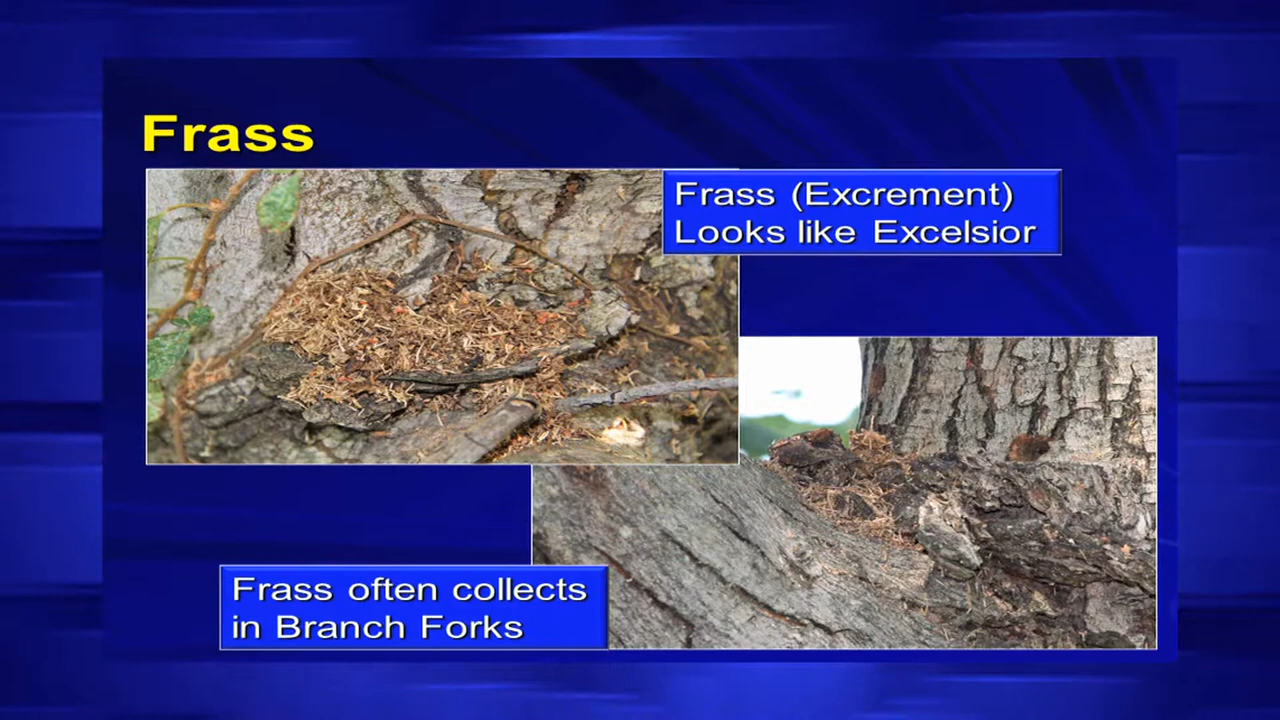 Frass
Frass (Excrement)
Looks like Excelsior
Frass often collects
in Branch Forks